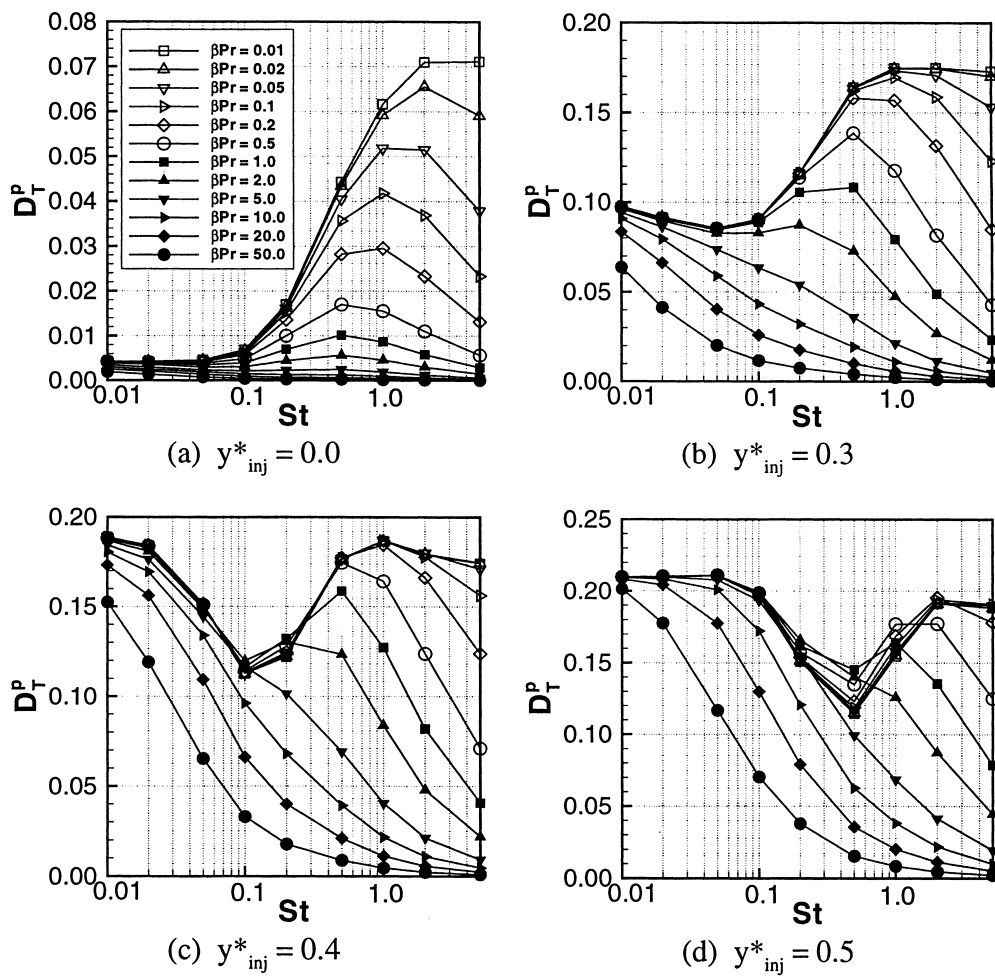 0.08
0.07
0.06
0.05
0.04
0.03
0.02
0.01
0.00
D_T^p
βPr = 0.01
βPr = 0.02
βPr = 0.05
βPr = 0.1
βPr = 0.2
βPr = 0.5
βPr = 1.0
βPr = 2.0
βPr = 5.0
βPr = 10.0
βPr = 20.0
βPr = 50.0
0.01 0.1 1.0
St
(a) y*inj = 0.0
0.20
0.15
0.10
0.05
0.00
D_T^p
0.01 0.1 1.0
St
(b) y*inj = 0.3
0.20
0.15
0.10
0.05
0.00
D_T^p
0.01 0.1 1.0
St
(c) y*inj = 0.4
0.25
0.20
0.15
0.10
0.05
0.00
D_T^p
0.01 0.1 1.0
St
(d) y*inj = 0.5